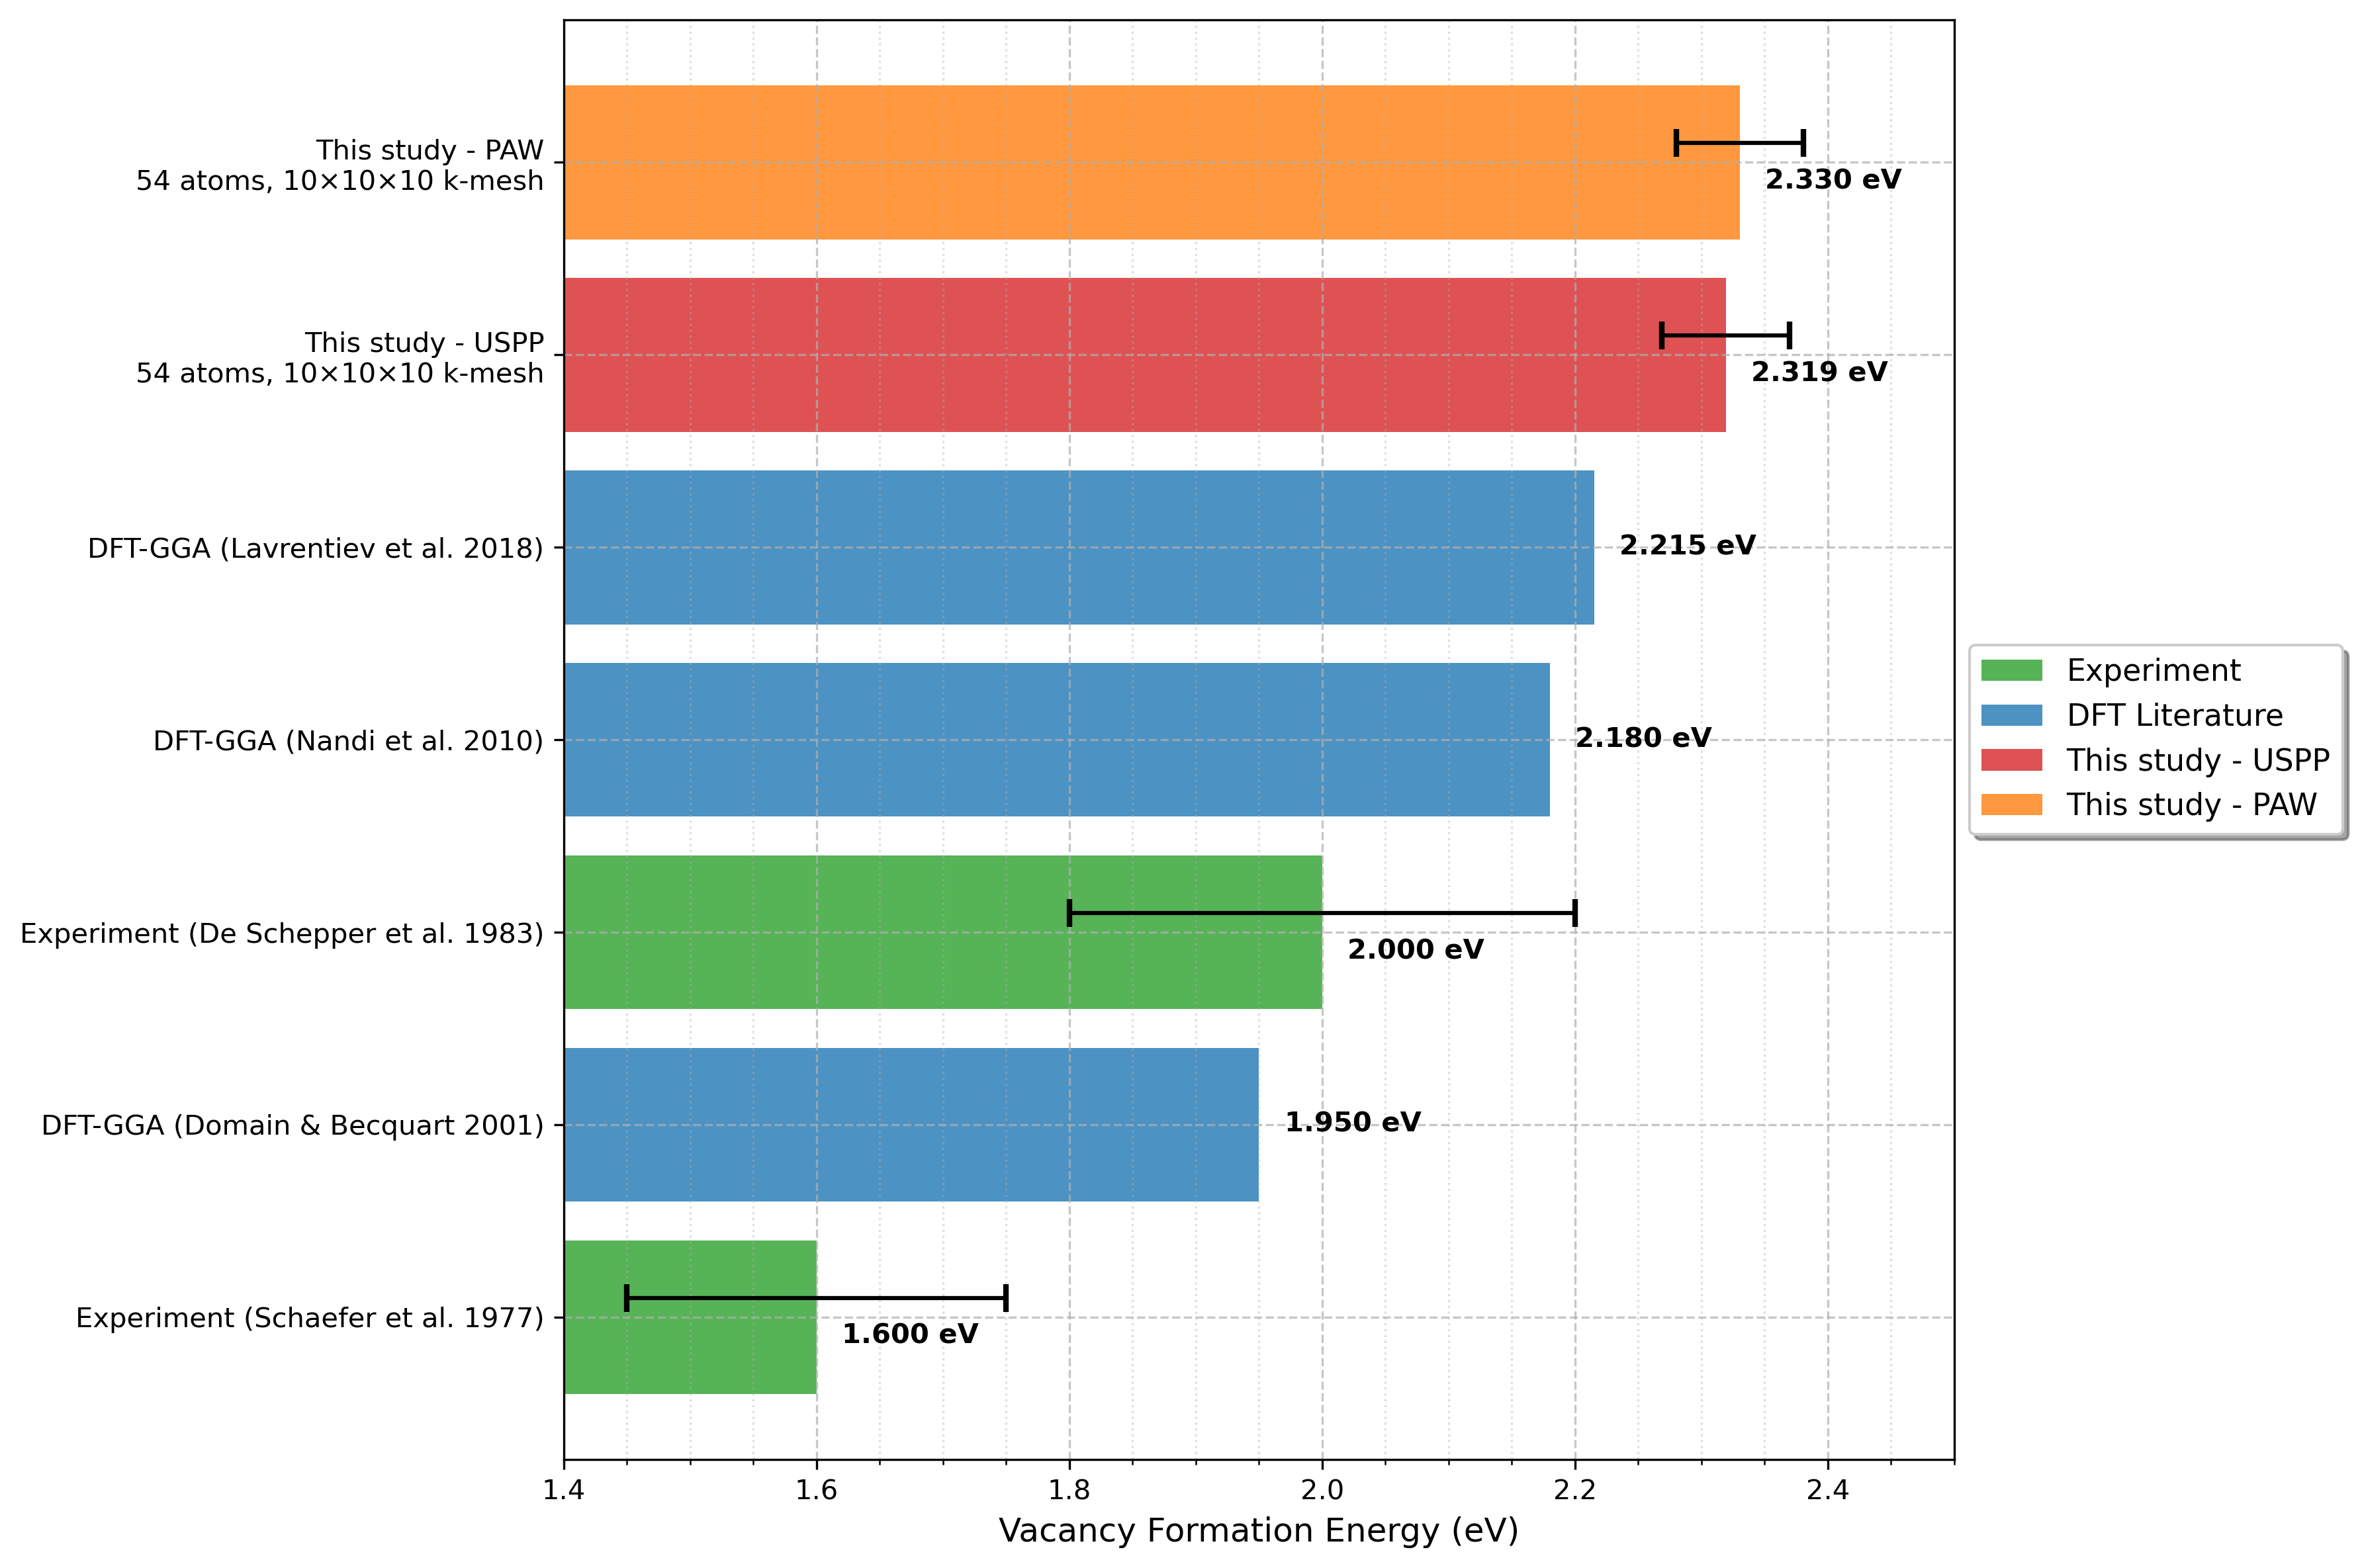 This study - PAW
54 atoms, 10×10×10 k-mesh
2.330 eV
This study - USPP
54 atoms, 10×10×10 k-mesh
2.319 eV
DFT-GGA (Lavrentiev et al. 2018)
2.215 eV
DFT-GGA (Nandi et al. 2010)
2.180 eV
Experiment (De Schepper et al. 1983)
2.000 eV
DFT-GGA (Domain & Becquart 2001)
1.950 eV
Experiment (Schaefer et al. 1977)
1.600 eV
1.4 1.6 1.8 2.0 2.2 2.4
Vacancy Formation Energy (eV)
Experiment
DFT Literature
This study - USPP
This study - PAW